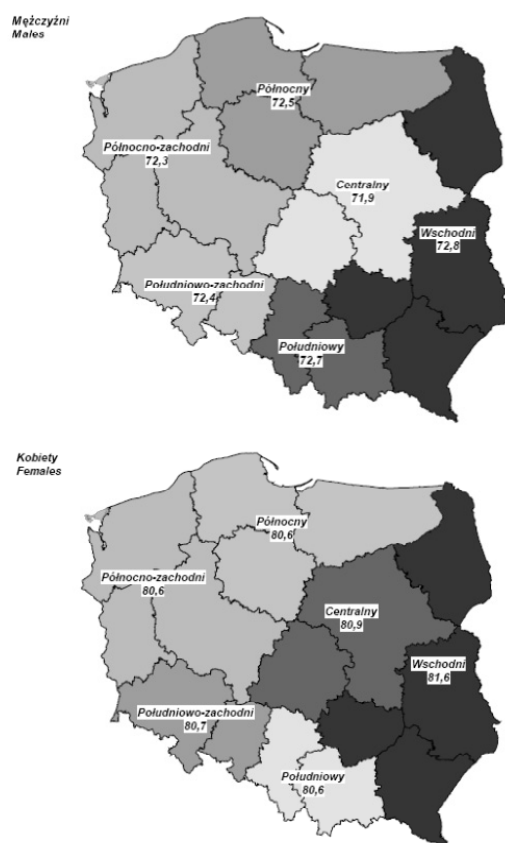 Mężczyźni
Males
Północny
72,5
Północno-zachodni
72,3
Centralny
71,9
Wschodni
72,8
Południowo-zachodni
72,4
Południowy
72,7
Kobiety
Females
Północny
80,6
Północno-zachodni
80,6
Centralny
80,9
Wschodni
81,6
Południowo-zachodni
80,7
Południowy
80,6